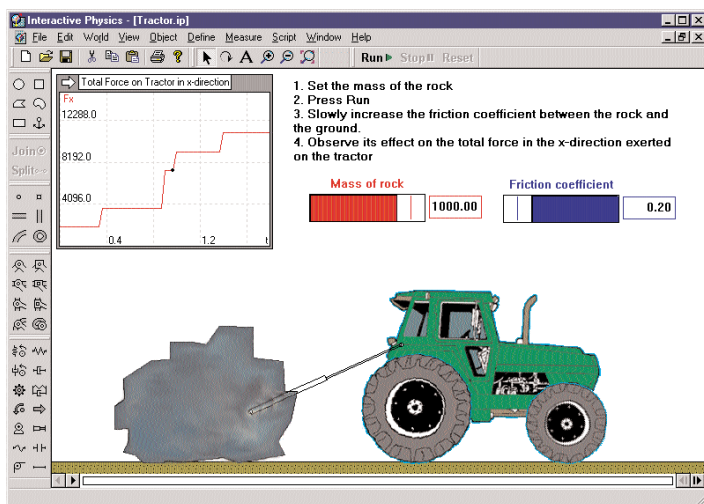 Interactive Physics - [Tractor.ip]
File Edit World View Object Define Measure Script Window Help
Run Stop Reset
Total Force on Tractor in x-direction
Fx
12288.0
8192.0
4096.0
0.4 1.2 t
Join
Split
1. Set the mass of the rock
2. Press Run
3. Slowly increase the friction coefficient between the rock and
the ground.
4. Observe its effect on the total force in the x-direction exerted
on the tractor
Mass of rock
1000.00
Friction coefficient
0.20